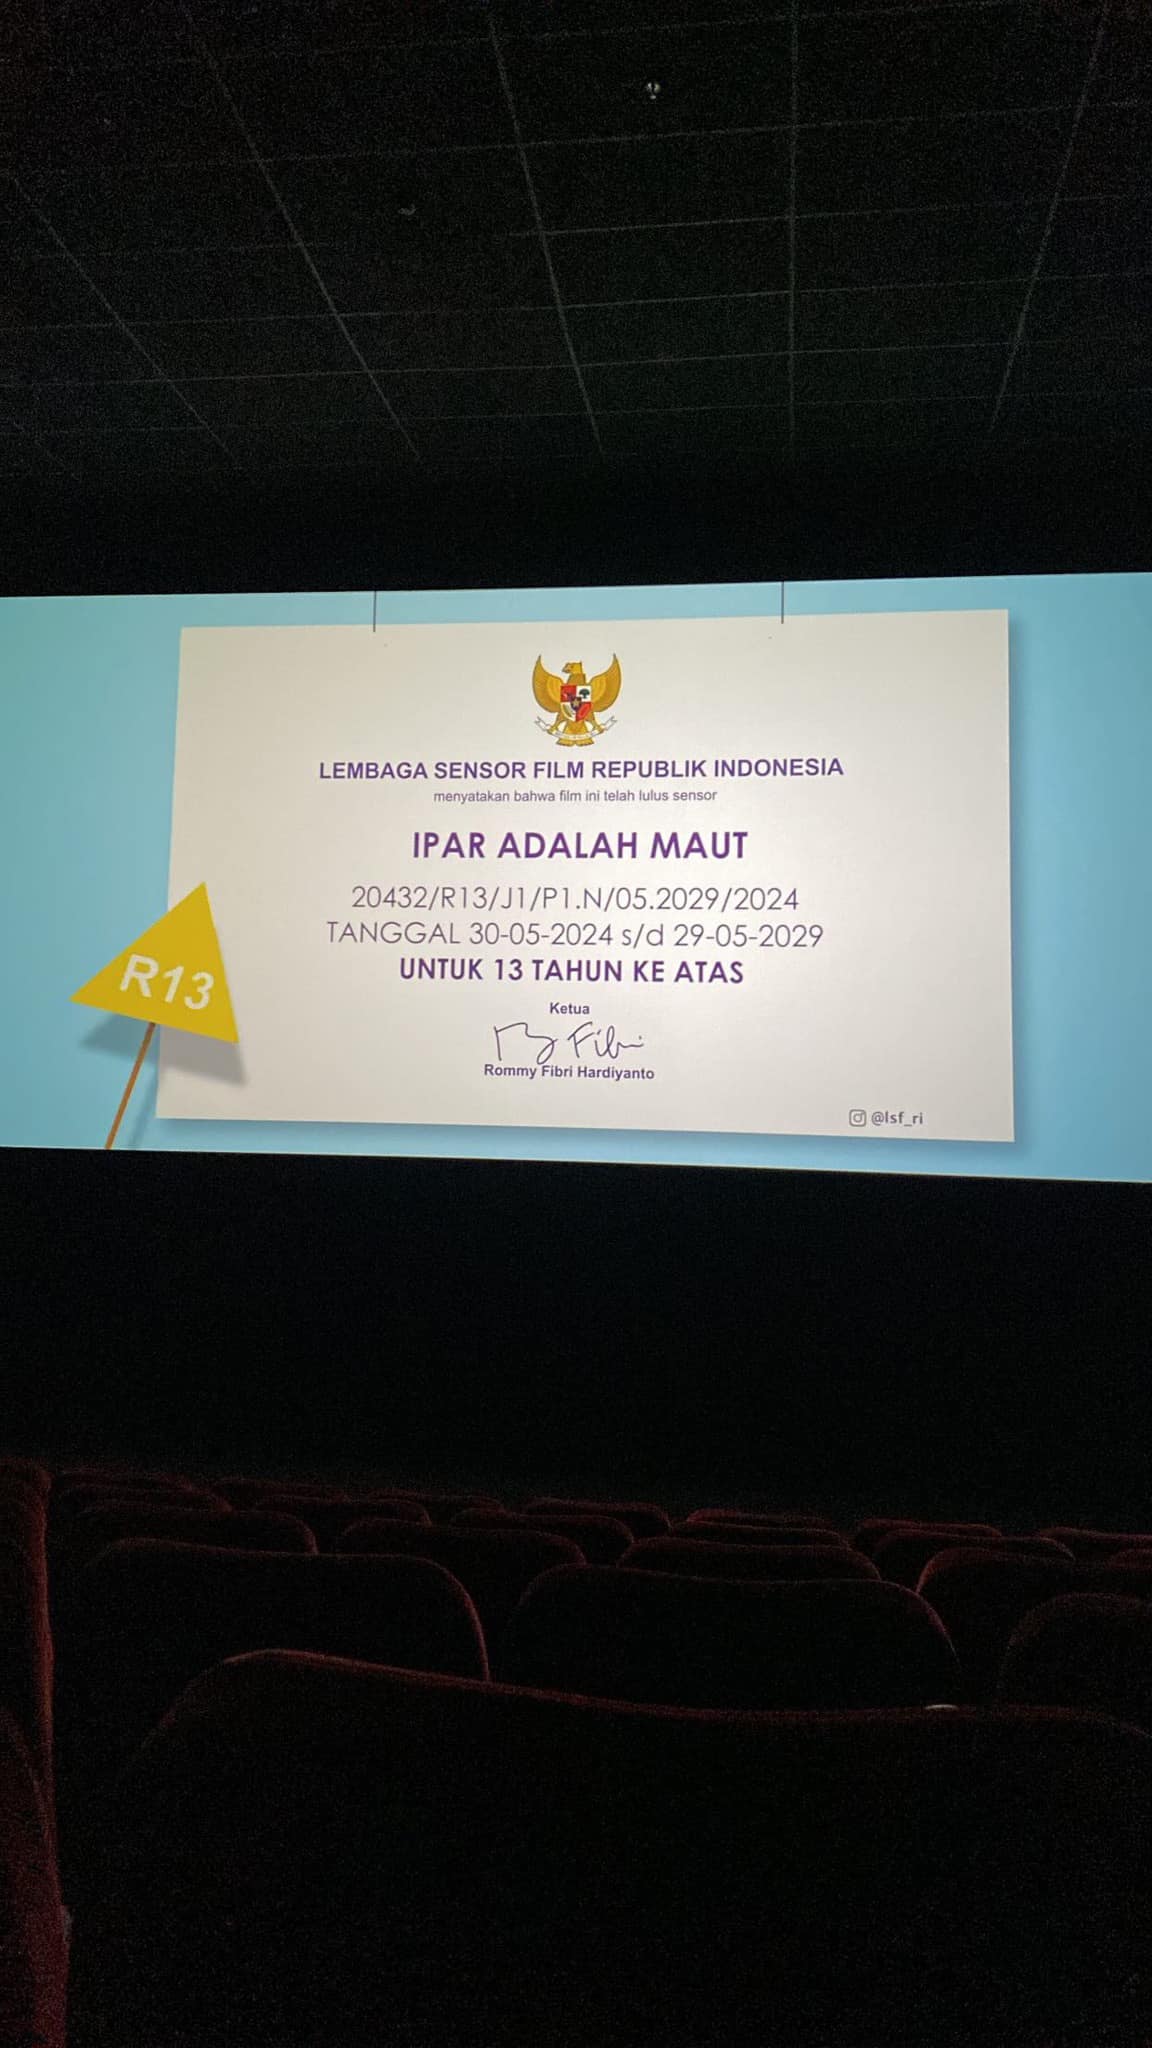 LEMBAGA SENSOR FILM REPUBLIK INDONESIA
menyatakan bahwa film ini telah lulus sensor
IPAR ADALAH MAUT
20432/R13/J1/P1.N/05.2029/2024
TANGGAL 30-05-2024 s/d 29-05-2029
UNTUK 13 TAHUN KE ATAS
R13
Ketua
Rommy Fibri Hardiyanto
@lsf_ri